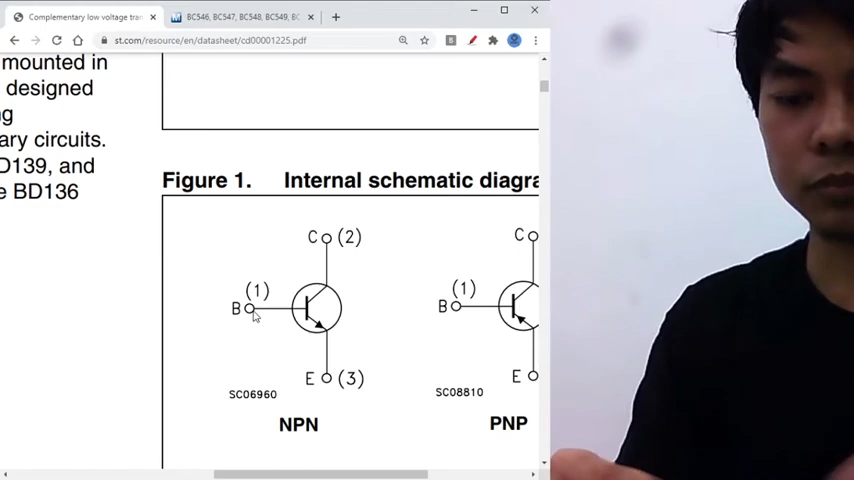 Complementary low voltage tran
BC546, BC547, BC548, BC549, B
st.com/resource/en/datasheet/cd00001225.pdf
mounted in
designed
ary circuits.
D139, and
e BD136
Figure 1. Internal schematic diagra
C (2)
C
(1)
(1)
B
B
E (3)
E
SC06960
SC08810
NPN
PNP